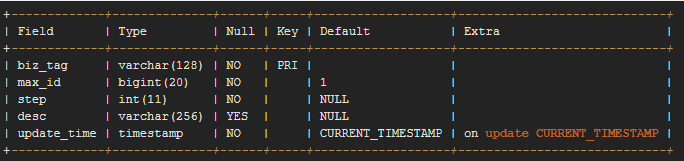 +-------------+--------------+------+-----+-------------------+-----------------------------+
| Field       | Type         | Null | Key | Default           | Extra                       |
+-------------+--------------+------+-----+-------------------+-----------------------------+
| biz_tag     | varchar(128) | NO   | PRI |                   |                             |
| max_id      | bigint(20)   | NO   |     | 1                 |                             |
| step        | int(11)      | NO   |     | NULL              |                             |
| desc        | varchar(256) | YES  |     | NULL              |                             |
| update_time | timestamp    | NO   |     | CURRENT_TIMESTAMP | on update CURRENT_TIMESTAMP |
+-------------+--------------+------+-----+-------------------+-----------------------------+